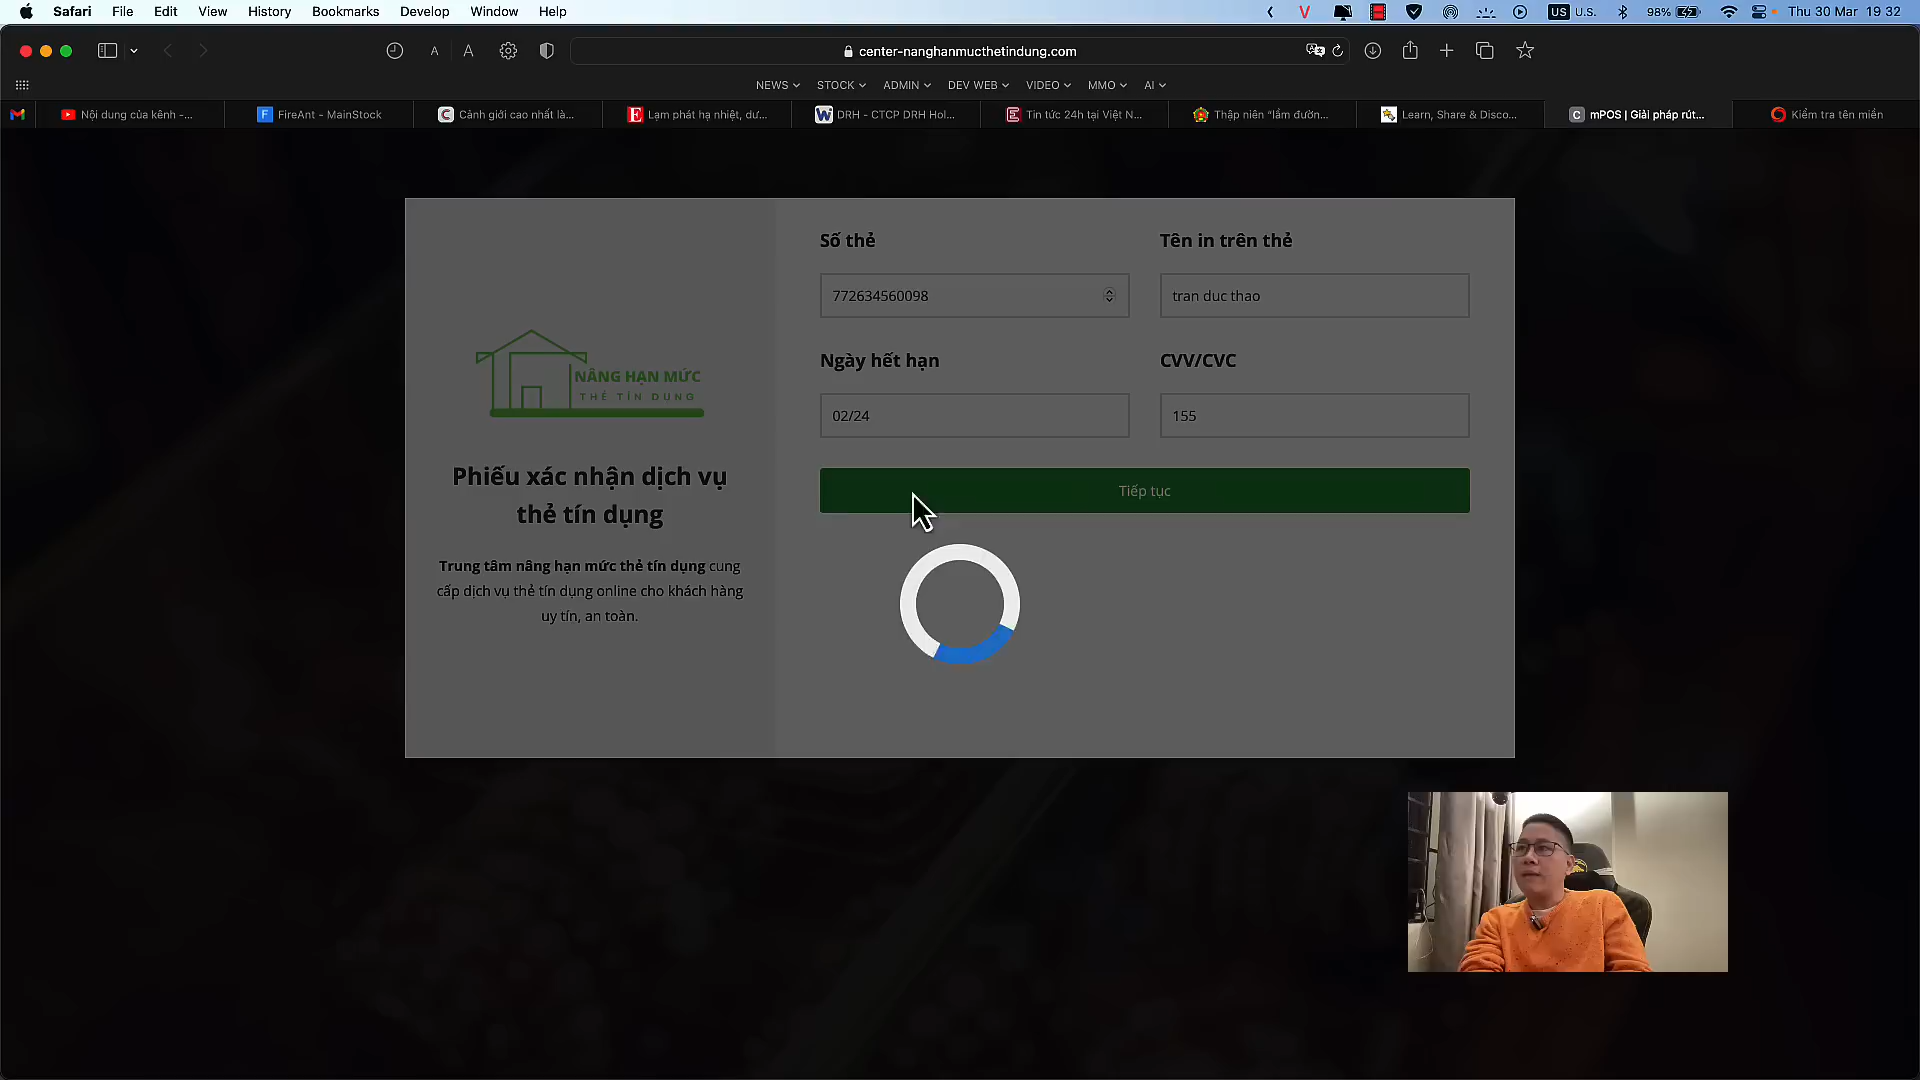 Safari File Edit View History Bookmarks Develop Window Help
US U.S. 98% Thu 30 Mar 19 32
A A center-nanghanmucthetindung.com
NEWS STOCK ADMIN DEV WEB VIDEO MMO AI
Nội dung của kênh -... FireAnt - MainStock Cảnh giới cao nhất là... Lạm phát hạ nhiệt, dư... DRH - CTCP DRH Hol... Tin tức 24h tại Việt N... Thập niên “lầm đườn... Learn, Share & Disco... mPOS | Giải pháp rút... Kiểm tra tên miền
Số thẻ Tên in trên thẻ
772634560098 tran duc thao
Ngày hết hạn CVV/CVC
02/24 155
Tiếp tục
NÂNG HẠN MỨC
THẺ TÍN DỤNG
Phiếu xác nhận dịch vụ
thẻ tín dụng
Trung tâm nâng hạn mức thẻ tín dụng cung
cấp dịch vụ thẻ tín dụng online cho khách hàng
uy tín, an toàn.